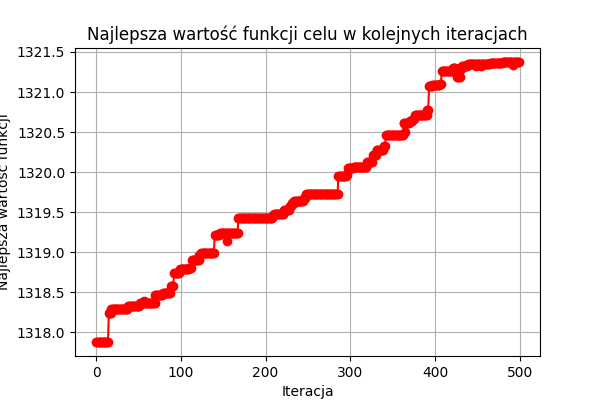 Najlepsza wartość funkcji celu w kolejnych iteracjach
1321.5
1321.0
1320.5
1320.0
1319.5
1319.0
1318.5
1318.0
Najlepsza wartość funkcji
0 100 200 300 400 500
Iteracja